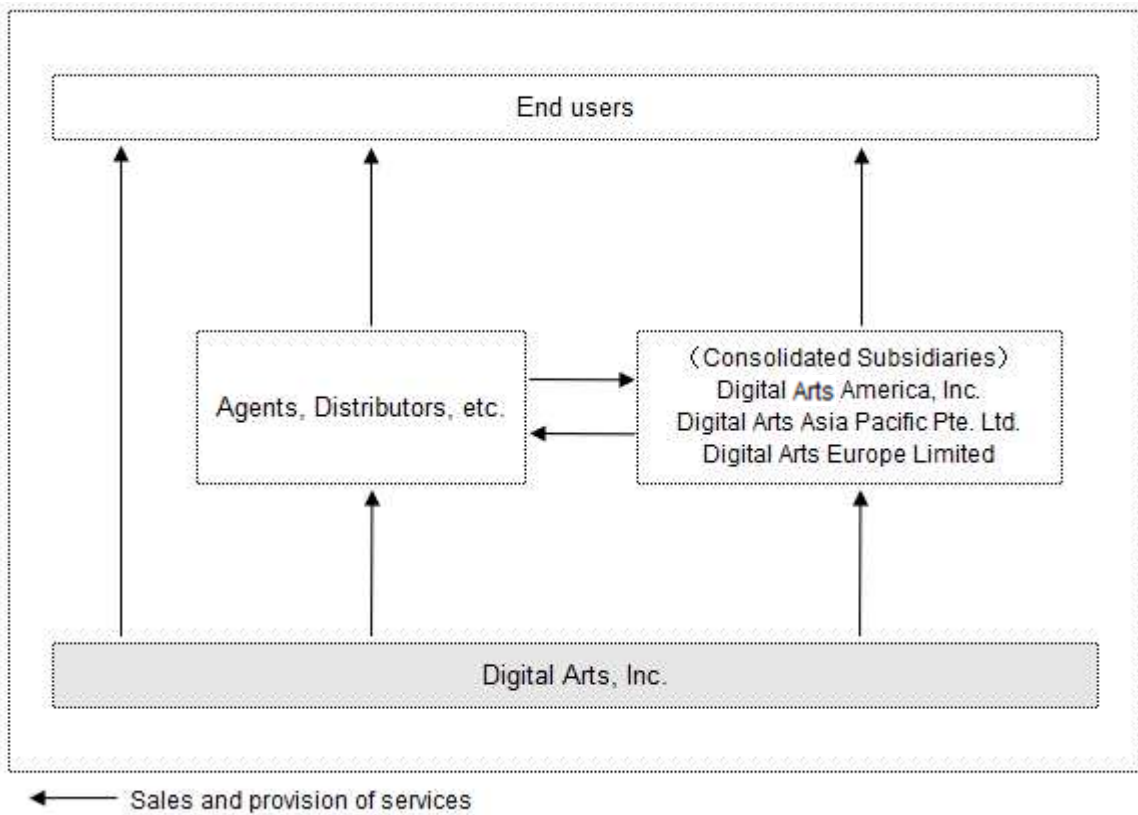 End users
Agents, Distributors, etc.
（Consolidated Subsidiaries）
Digital Arts America, Inc.
Digital Arts Asia Pacific Pte. Ltd.
Digital Arts Europe Limited
Digital Arts, Inc.
Sales and provision of services